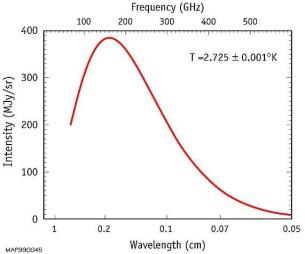 Frequency (GHz)
100 200 300 400 500
400
T =2.725 ± 0.001°K
300
Intensity (MJy/sr)
200
100
0
1 0.2 0.1 0.07 0.05
Wavelength (cm)
MAP990045